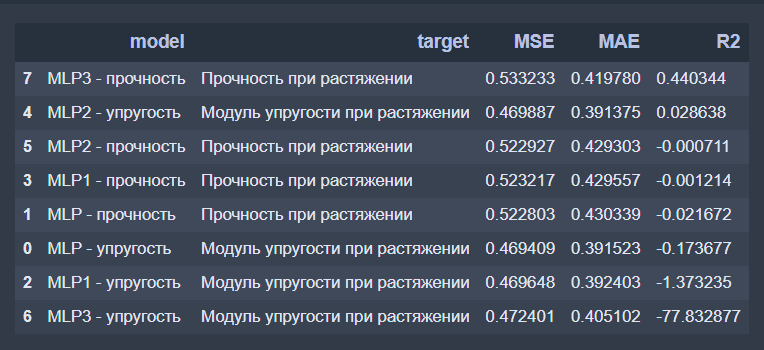 model target MSE MAE R2
7 MLP3 - прочность Прочность при растяжении 0.533233 0.419780 0.440344
4 MLP2 - упругость Модуль упругости при растяжении 0.469887 0.391375 0.028638
5 MLP2 - прочность Прочность при растяжении 0.522927 0.429303 -0.000711
3 MLP1 - прочность Прочность при растяжении 0.523217 0.429557 -0.001214
1 MLP - прочность Прочность при растяжении 0.522803 0.430339 -0.021672
0 MLP - упругость Модуль упругости при растяжении 0.469409 0.391523 -0.173677
2 MLP1 - упругость Модуль упругости при растяжении 0.469648 0.392403 -1.373235
6 MLP3 - упругость Модуль упругости при растяжении 0.472401 0.405102 -77.832877